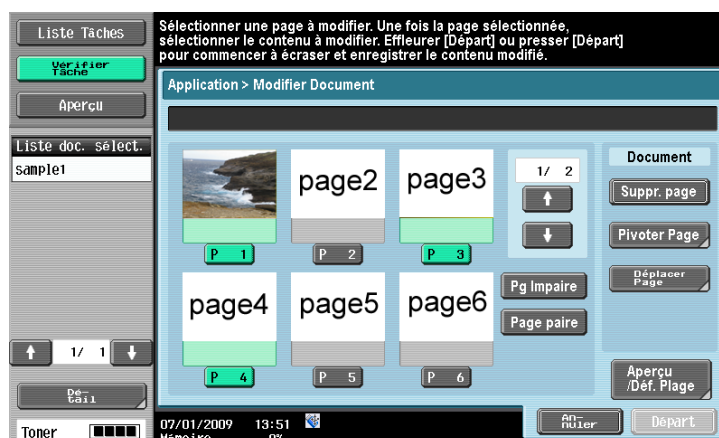 Liste Tâches
Vérifier
Tâche
Aperçu
Liste doc. sélect.
sample1
1/ 1
Dé-
tail
Toner
Sélectionner une page à modifier. Une fois la page sélectionnée,
sélectionner le contenu à modifier. Effleurer [Départ] ou presser [Départ]
pour commencer à écraser et enregistrer le contenu modifié.
Application > Modifier Document
page2
page3
P 1
P 2
P 3
page4
page5
page6
P 4
P 5
P 6
1/ 2
Pg Impaire
Page paire
Document
Suppr. page
Pivoter Page
Déplacer
Page
Aperçu
/Déf. Plage
07/01/2009 13:51
Mémoire 0%
An-
nuler
Départ